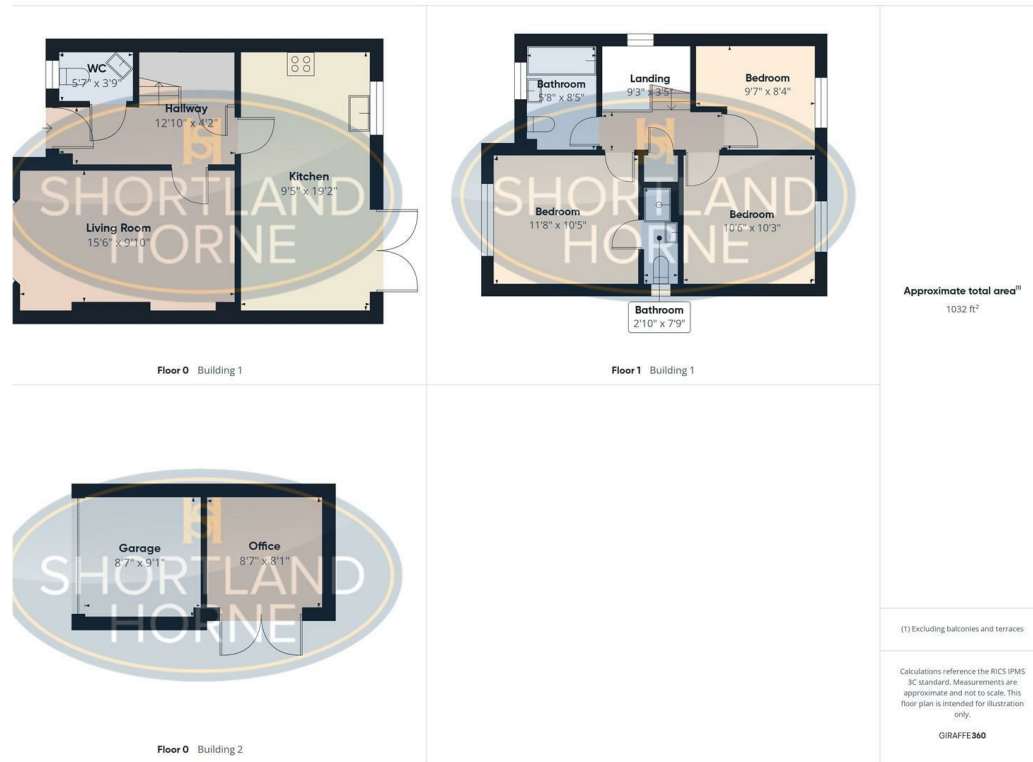 WC
5'7" x 3'9"
Hallway
12'10" x 4'2"
Kitchen
9'5" x 19'2"
Living Room
15'6" x 9'10"
SHORTLAND
HORNE
Floor 0 Building 1
Bathroom
5'8" x 8'5"
Landing
9'3" x 3'5"
Bedroom
9'7" x 8'4"
Bedroom
11'8" x 10'5"
Bedroom
10'6" x 10'3"
SHORTLAND
HORNE
Bathroom
2'10" x 7'9"
Floor 1 Building 1
Approximate total area(1)
1032 ft²
Garage
8'7" x 9'1"
Office
8'7" x 8'1"
SHORTLAND
HORNE
Floor 0 Building 2
(1) Excluding balconies and terraces
Calculations reference the RICS IPMS
3C standard. Measurements are
approximate and not to scale. This
floor plan is intended for illustration
only.
GIRAFFE360